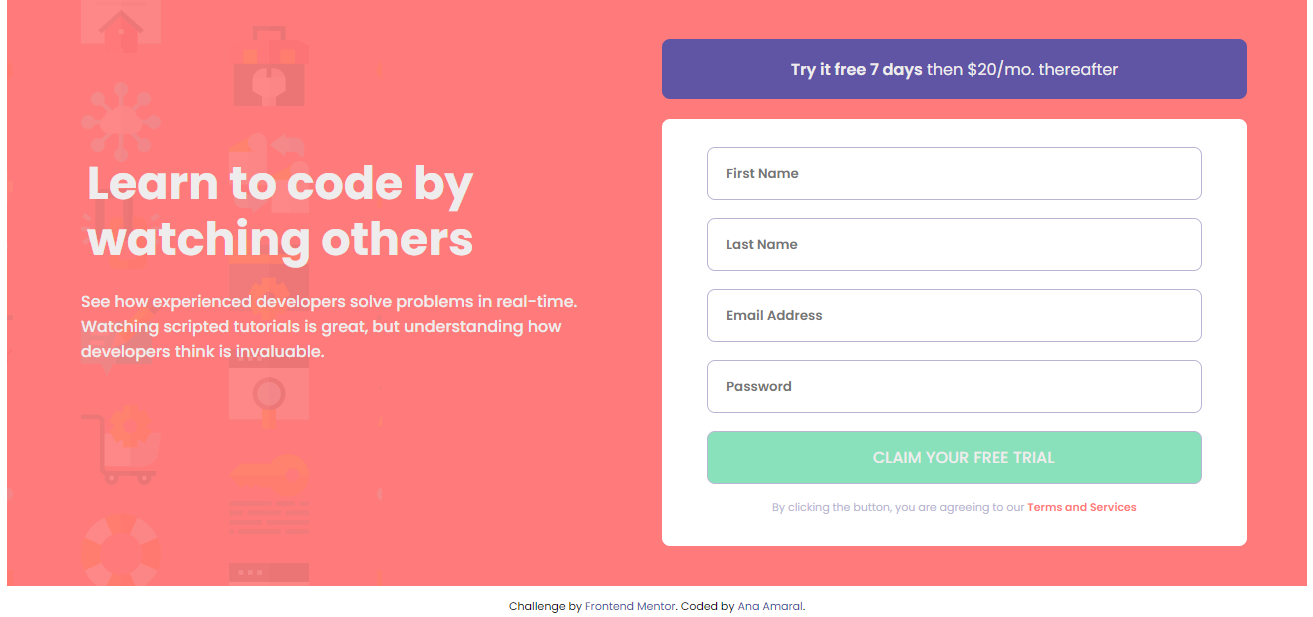 Learn to code by
watching others
See how experienced developers solve problems in real-time.
Watching scripted tutorials is great, but understanding how
developers think is invaluable.
Try it free 7 days then $20/mo. thereafter
First Name
Last Name
Email Address
Password
CLAIM YOUR FREE TRIAL
By clicking the button, you are agreeing to our Terms and Services
Challenge by Frontend Mentor. Coded by Ana Amaral.